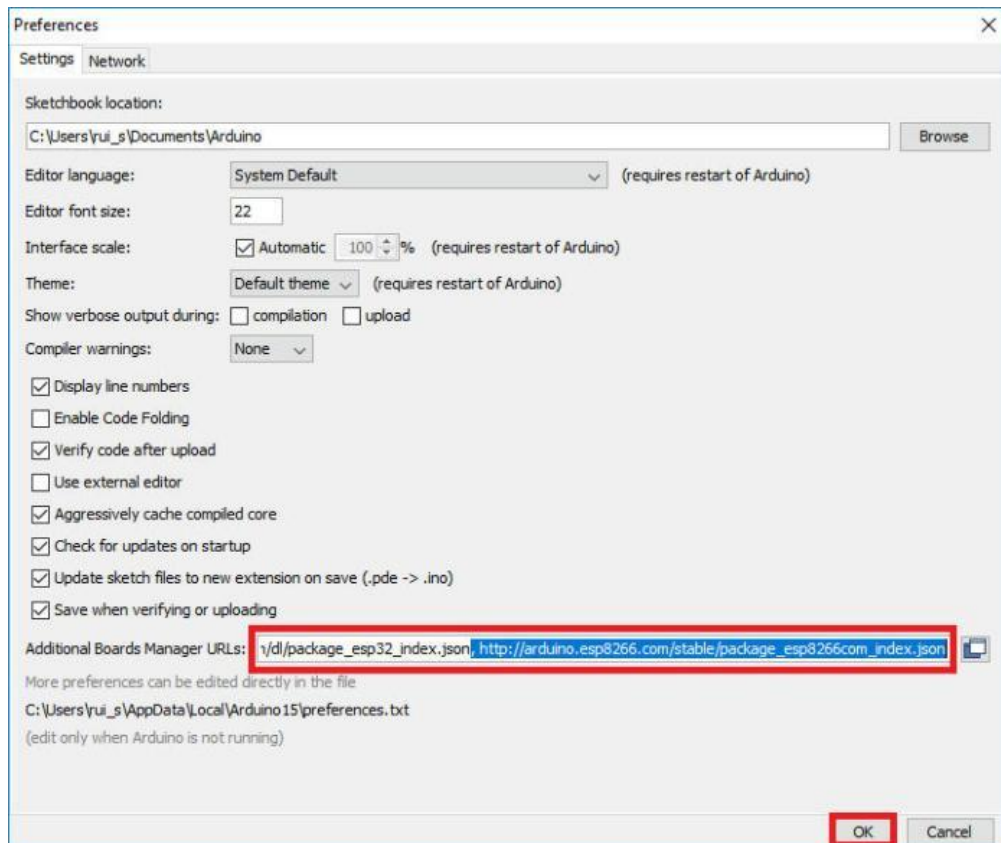 Preferences
Settings Network
Sketchbook location:
C:\Users\rui_s\Documents\Arduino Browse
Editor language: System Default (requires restart of Arduino)
Editor font size: 22
Interface scale: Automatic 100 % (requires restart of Arduino)
Theme: Default theme (requires restart of Arduino)
Show verbose output during: compilation upload
Compiler warnings: None
Display line numbers
Enable Code Folding
Verify code after upload
Use external editor
Aggressively cache compiled core
Check for updates on startup
Update sketch files to new extension on save (.pde -> .ino)
Save when verifying or uploading
Additional Boards Manager URLs: /dl/package_esp32_index.json, http://arduino.esp8266.com/stable/package_esp8266com_index.json
More preferences can be edited directly in the file
C:\Users\rui_s\AppData\Local\Arduino15\preferences.txt
(edit only when Arduino is not running)
OK Cancel